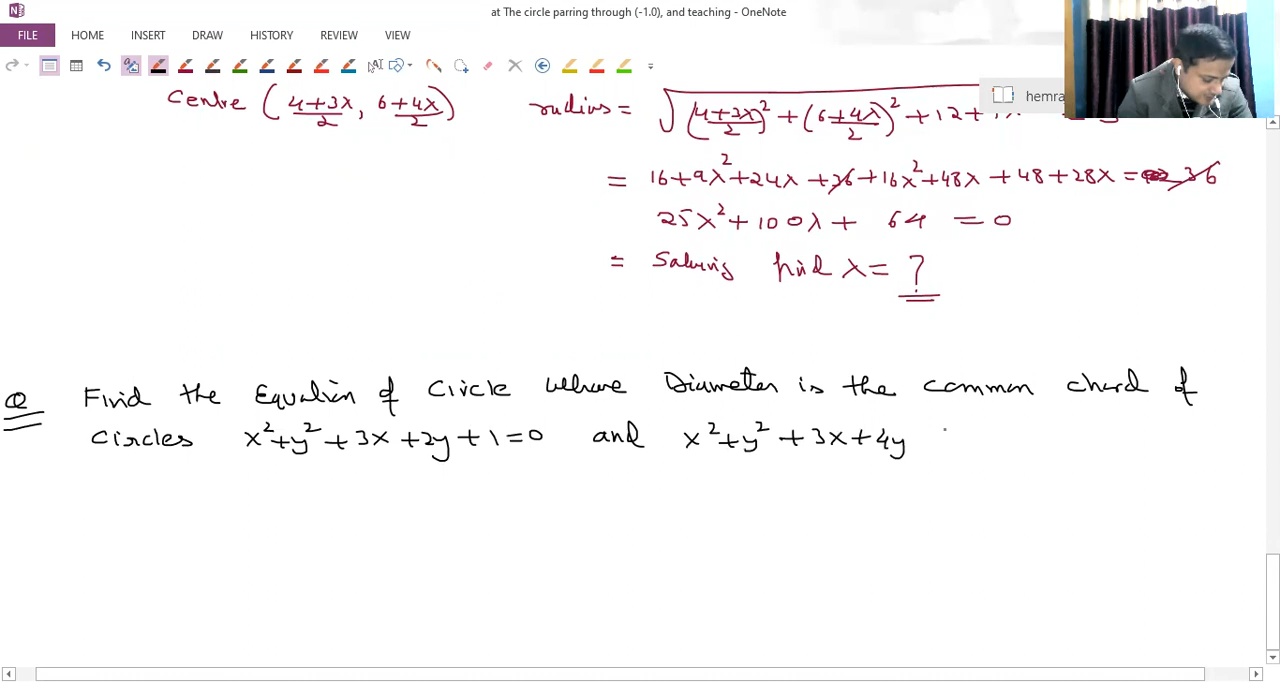 at The circle parring through (-1.0), and teaching - OneNote
FILE HOME INSERT DRAW HISTORY REVIEW VIEW
hemra
Centre (4+3λ/2, 6+4λ/2) radius = √(4+3λ/2)² + (6+4λ/2)² + 12+
= 16+9λ²+24λ +36+16λ²+48λ +48+28λ = 36
25λ²+100λ+ 64 = 0
= Salving find λ = ?
Q Find the Equation of Circle whose Diameter is the common chord of
circles x²+y²+3x+2y+1=0 and x²+y²+3x+4y